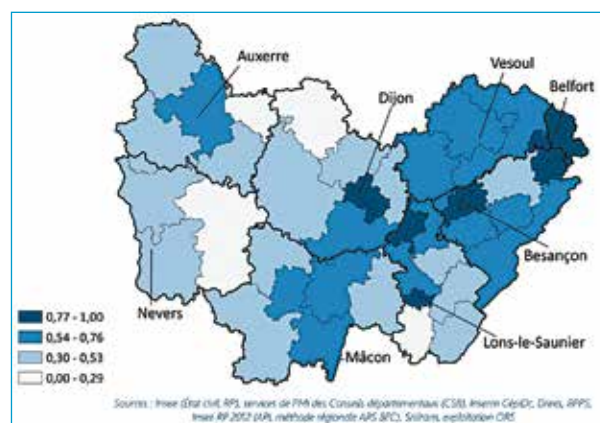 Auxerre
Vesoul
Dijon
Belfort
Besançon
Nevers
Lons-le-Saunier
Mâcon
0,77 - 1,00
0,54 - 0,76
0,30 - 0,53
0,00 - 0,29
Sources : Insee (État civil, RP), services de PMI des Conseils départementaux (CS8), Inserm CépiDc, Drees, RPPS,
Insee RP 2012 (APL méthode régionale ARS BFC), Sniiram, exploitation ORS